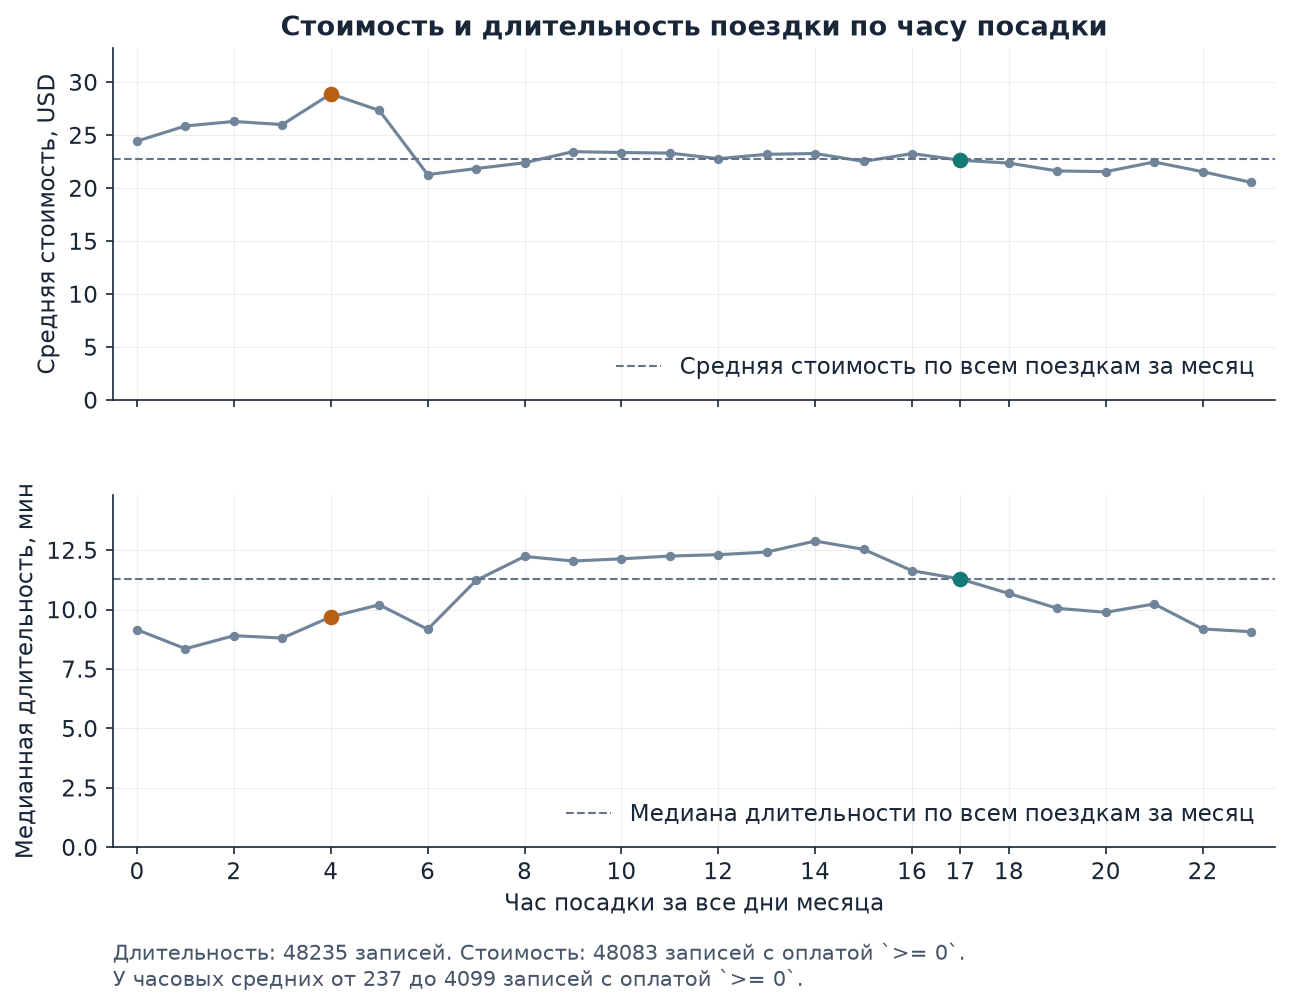 Стоимость и длительность поездки по часу посадки
Средняя стоимость, USD
30
25
20
15
10
5
0
Средняя стоимость по всем поездкам за месяц
Медианная длительность, мин
12.5
10.0
7.5
5.0
2.5
0.0
Медиана длительности по всем поездкам за месяц
0 2 4 6 8 10 12 14 16 17 18 20 22
Час посадки за все дни месяца
Длительность: 48235 записей. Стоимость: 48083 записей с оплатой `>= 0`.
У часовых средних от 237 до 4099 записей с оплатой `>= 0`.